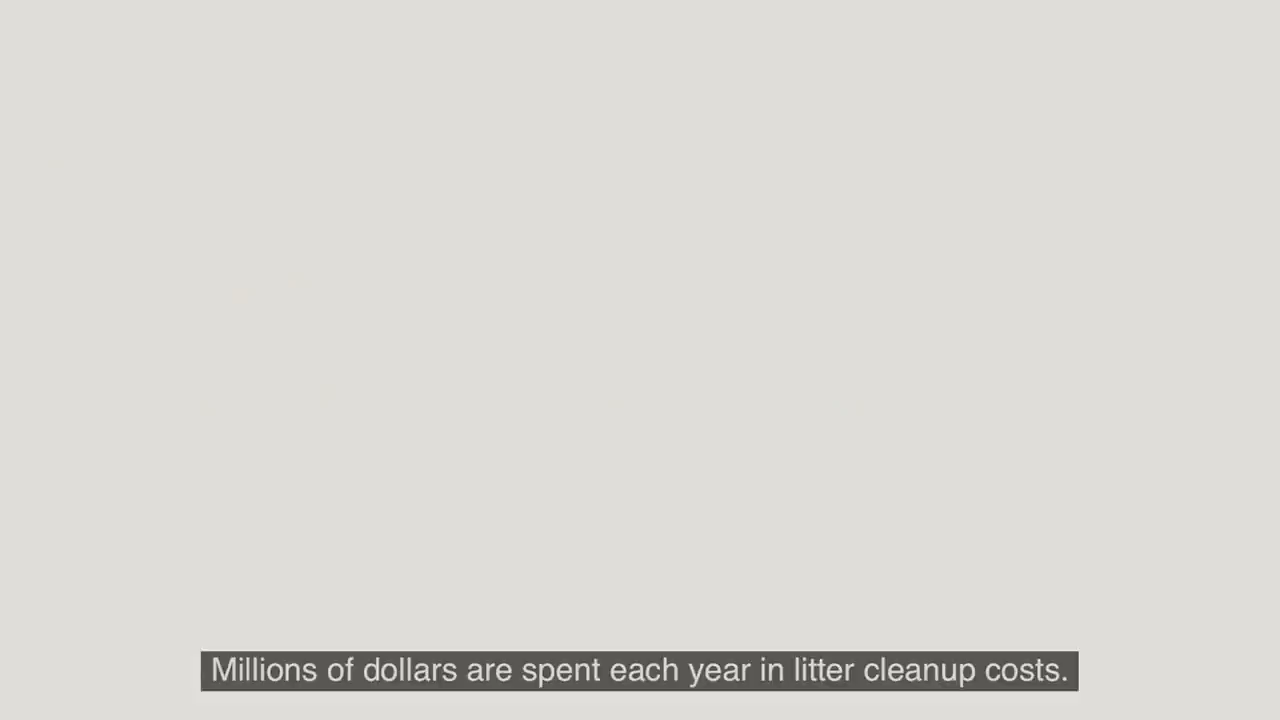 Millions of dollars are spent each year in litter cleanup costs.